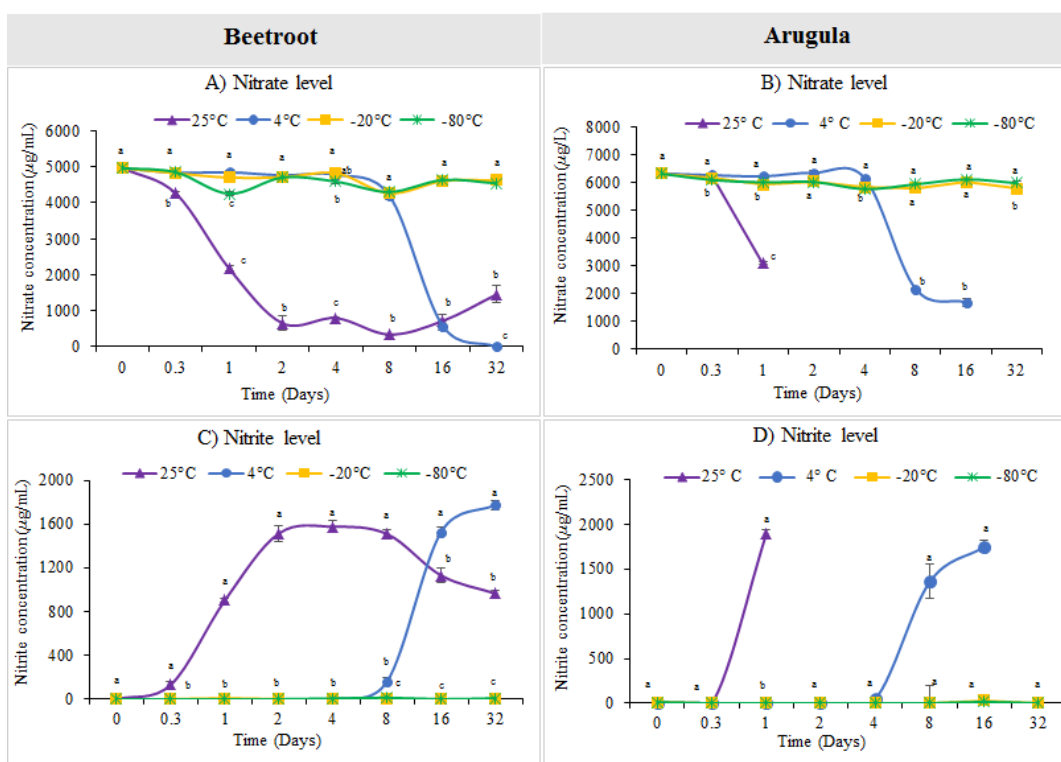 Beetroot
Arugula
A) Nitrate level
25°C 4°C -20°C -80°C
Nitrate concentration (µg/mL)
6000
5000
4000
3000
2000
1000
0
a a a a a ab a a a
b c b
c b c b b b c
0 0.3 1 2 4 8 16 32
Time (Days)
B) Nitrate level
25° C 4° C -20°C -80°C
Nitrate concentration (µg/L)
8000
7000
6000
5000
4000
3000
2000
1000
0
a a a a a a a a
b b a b a a b
c b b
0 0.3 1 2 4 8 16 32
Time (Days)
C) Nitrite level
25°C 4°C -20°C -80°C
Nitrite concentration (µg/mL)
2000
1600
1200
800
400
0
a a a a a a a a
b b
b b b b b c c
0 0.3 1 2 4 8 16 32
Time (Days)
D) Nitrite level
25° C 4° C -20°C -80°C
Nitrite concentration (µg/mL)
2500
2000
1500
1000
500
0
a a a
a a b a a a a a
0 0.3 1 2 4 8 16 32
Time (Days)